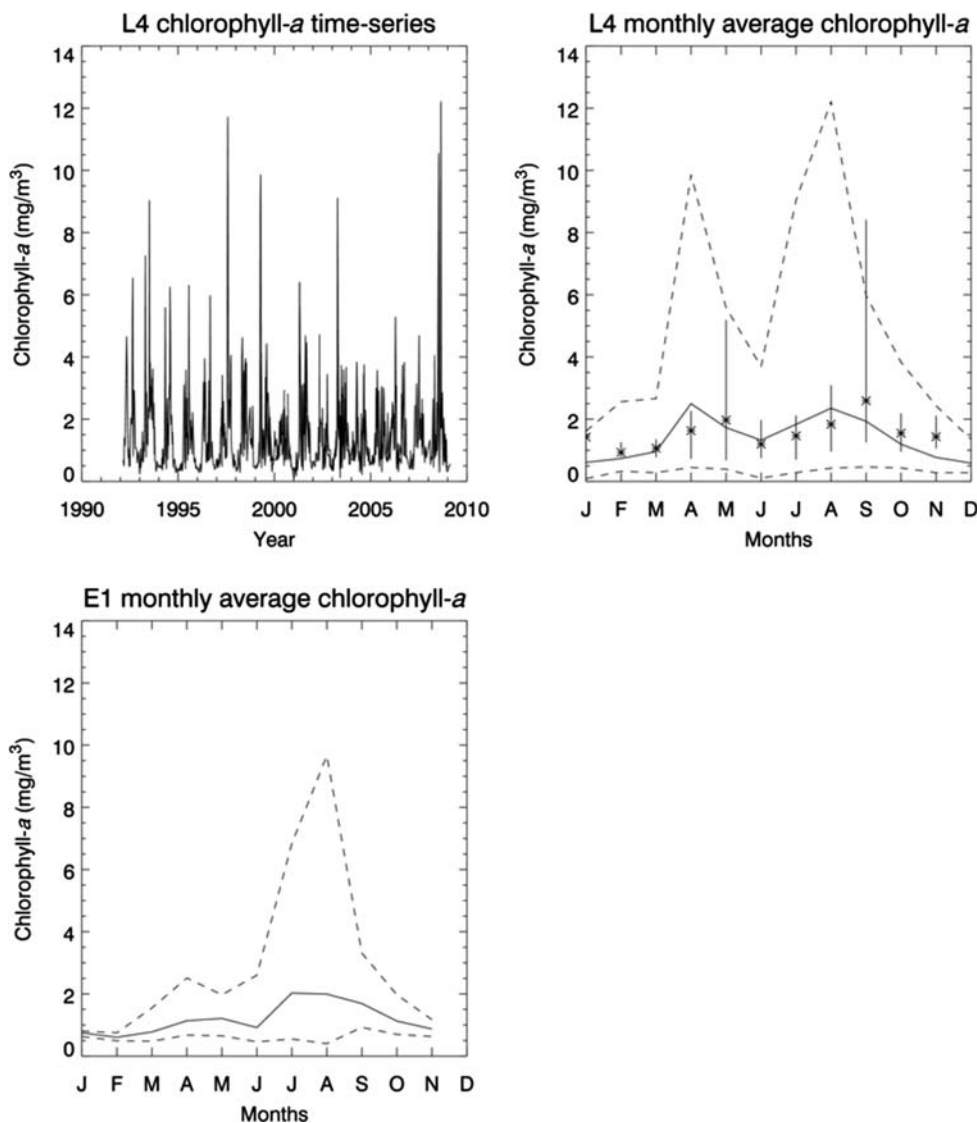 L4 chlorophyll-a time-series
14
12
10
8
6
4
2
0
Chlorophyll-a (mg/m³)
1990 1995 2000 2005 2010
Year
L4 monthly average chlorophyll-a
14
12
10
8
6
4
2
0
Chlorophyll-a (mg/m³)
J F M A M J J A S O N D
Months
E1 monthly average chlorophyll-a
14
12
10
8
6
4
2
0
Chlorophyll-a (mg/m³)
J F M A M J J A S O N D
Months